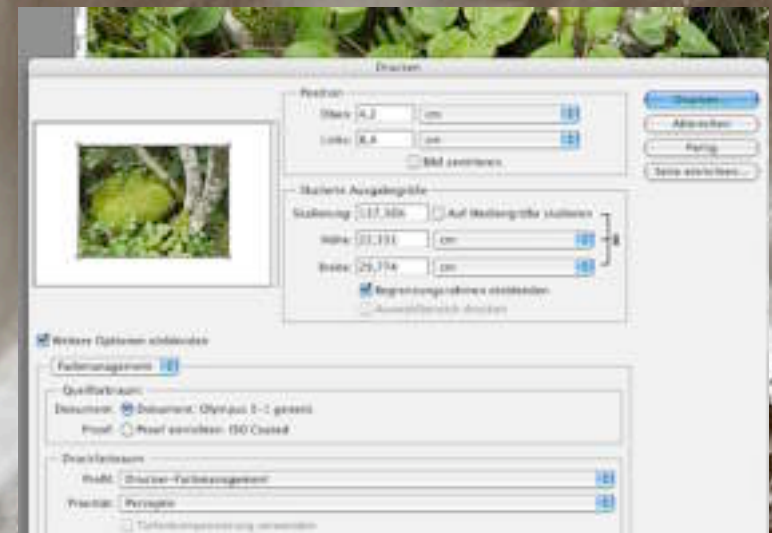 Drucken
Position
Oben: 4,2 cm
Links: 8,4 cm
Bild zentrieren
Skalierte Ausgabegröße
Skalierung: 137,506 Auf Mediengröße skalieren
Höhe: 22,331 cm
Breite: 29,774 cm
Begrenzungsrahmen einblenden
Auswahlbereich drucken
Drucken...
Abbrechen
Fertig
Seite einrichten...
Weitere Optionen einblenden
Farbmanagement
Quellfarbraum
Dokument: Dokument: Olympus E-1 generic
Proof: Proof einrichten: ISO Coated
Druckfarbraum
Profil: Drucker-Farbmanagement
Priorität: Perzeptiv
Tiefenkompensierung verwenden